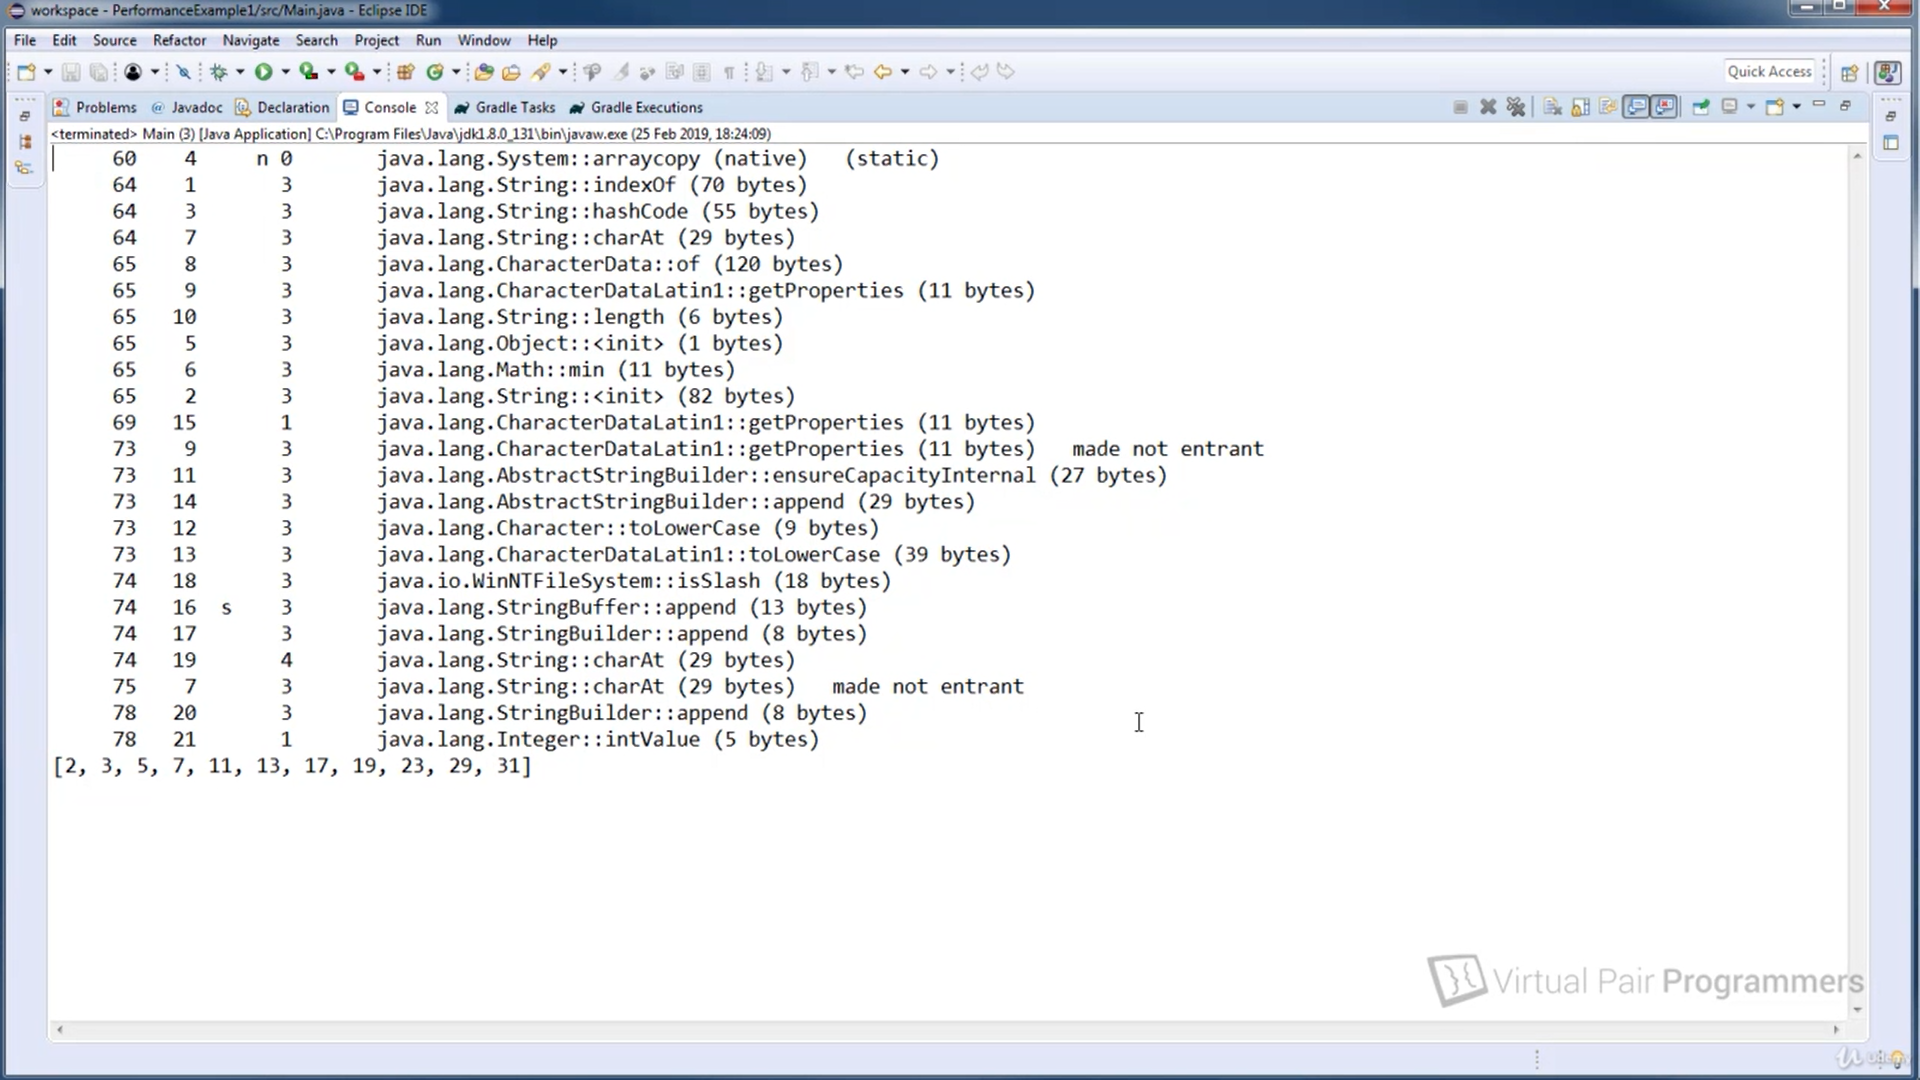 workspace - PerformanceExample1/src/Main.java - Eclipse IDE
File Edit Source Refactor Navigate Search Project Run Window Help
Quick Access
Problems @ Javadoc Declaration Console Gradle Tasks Gradle Executions
<terminated> Main (3) [Java Application] C:\Program Files\Java\jdk1.8.0_131\bin\javaw.exe (25 Feb 2019, 18:24:09)
60 4 n 0 java.lang.System::arraycopy (native) (static)
64 1 3 java.lang.String::indexOf (70 bytes)
64 3 3 java.lang.String::hashCode (55 bytes)
64 7 3 java.lang.String::charAt (29 bytes)
65 8 3 java.lang.CharacterData::of (120 bytes)
65 9 3 java.lang.CharacterDataLatin1::getProperties (11 bytes)
65 10 3 java.lang.String::length (6 bytes)
65 5 3 java.lang.Object::<init> (1 bytes)
65 6 3 java.lang.Math::min (11 bytes)
65 2 3 java.lang.String::<init> (82 bytes)
69 15 1 java.lang.CharacterDataLatin1::getProperties (11 bytes)
73 9 3 java.lang.CharacterDataLatin1::getProperties (11 bytes) made not entrant
73 11 3 java.lang.AbstractStringBuilder::ensureCapacityInternal (27 bytes)
73 14 3 java.lang.AbstractStringBuilder::append (29 bytes)
73 12 3 java.lang.Character::toLowerCase (9 bytes)
73 13 3 java.lang.CharacterDataLatin1::toLowerCase (39 bytes)
74 18 3 java.io.WinNTFileSystem::isSlash (18 bytes)
74 16 s 3 java.lang.StringBuffer::append (13 bytes)
74 17 3 java.lang.StringBuilder::append (8 bytes)
74 19 4 java.lang.String::charAt (29 bytes)
75 7 3 java.lang.String::charAt (29 bytes) made not entrant
78 20 3 java.lang.StringBuilder::append (8 bytes)
78 21 1 java.lang.Integer::intValue (5 bytes)
[2, 3, 5, 7, 11, 13, 17, 19, 23, 29, 31]
Virtual Pair Programmers